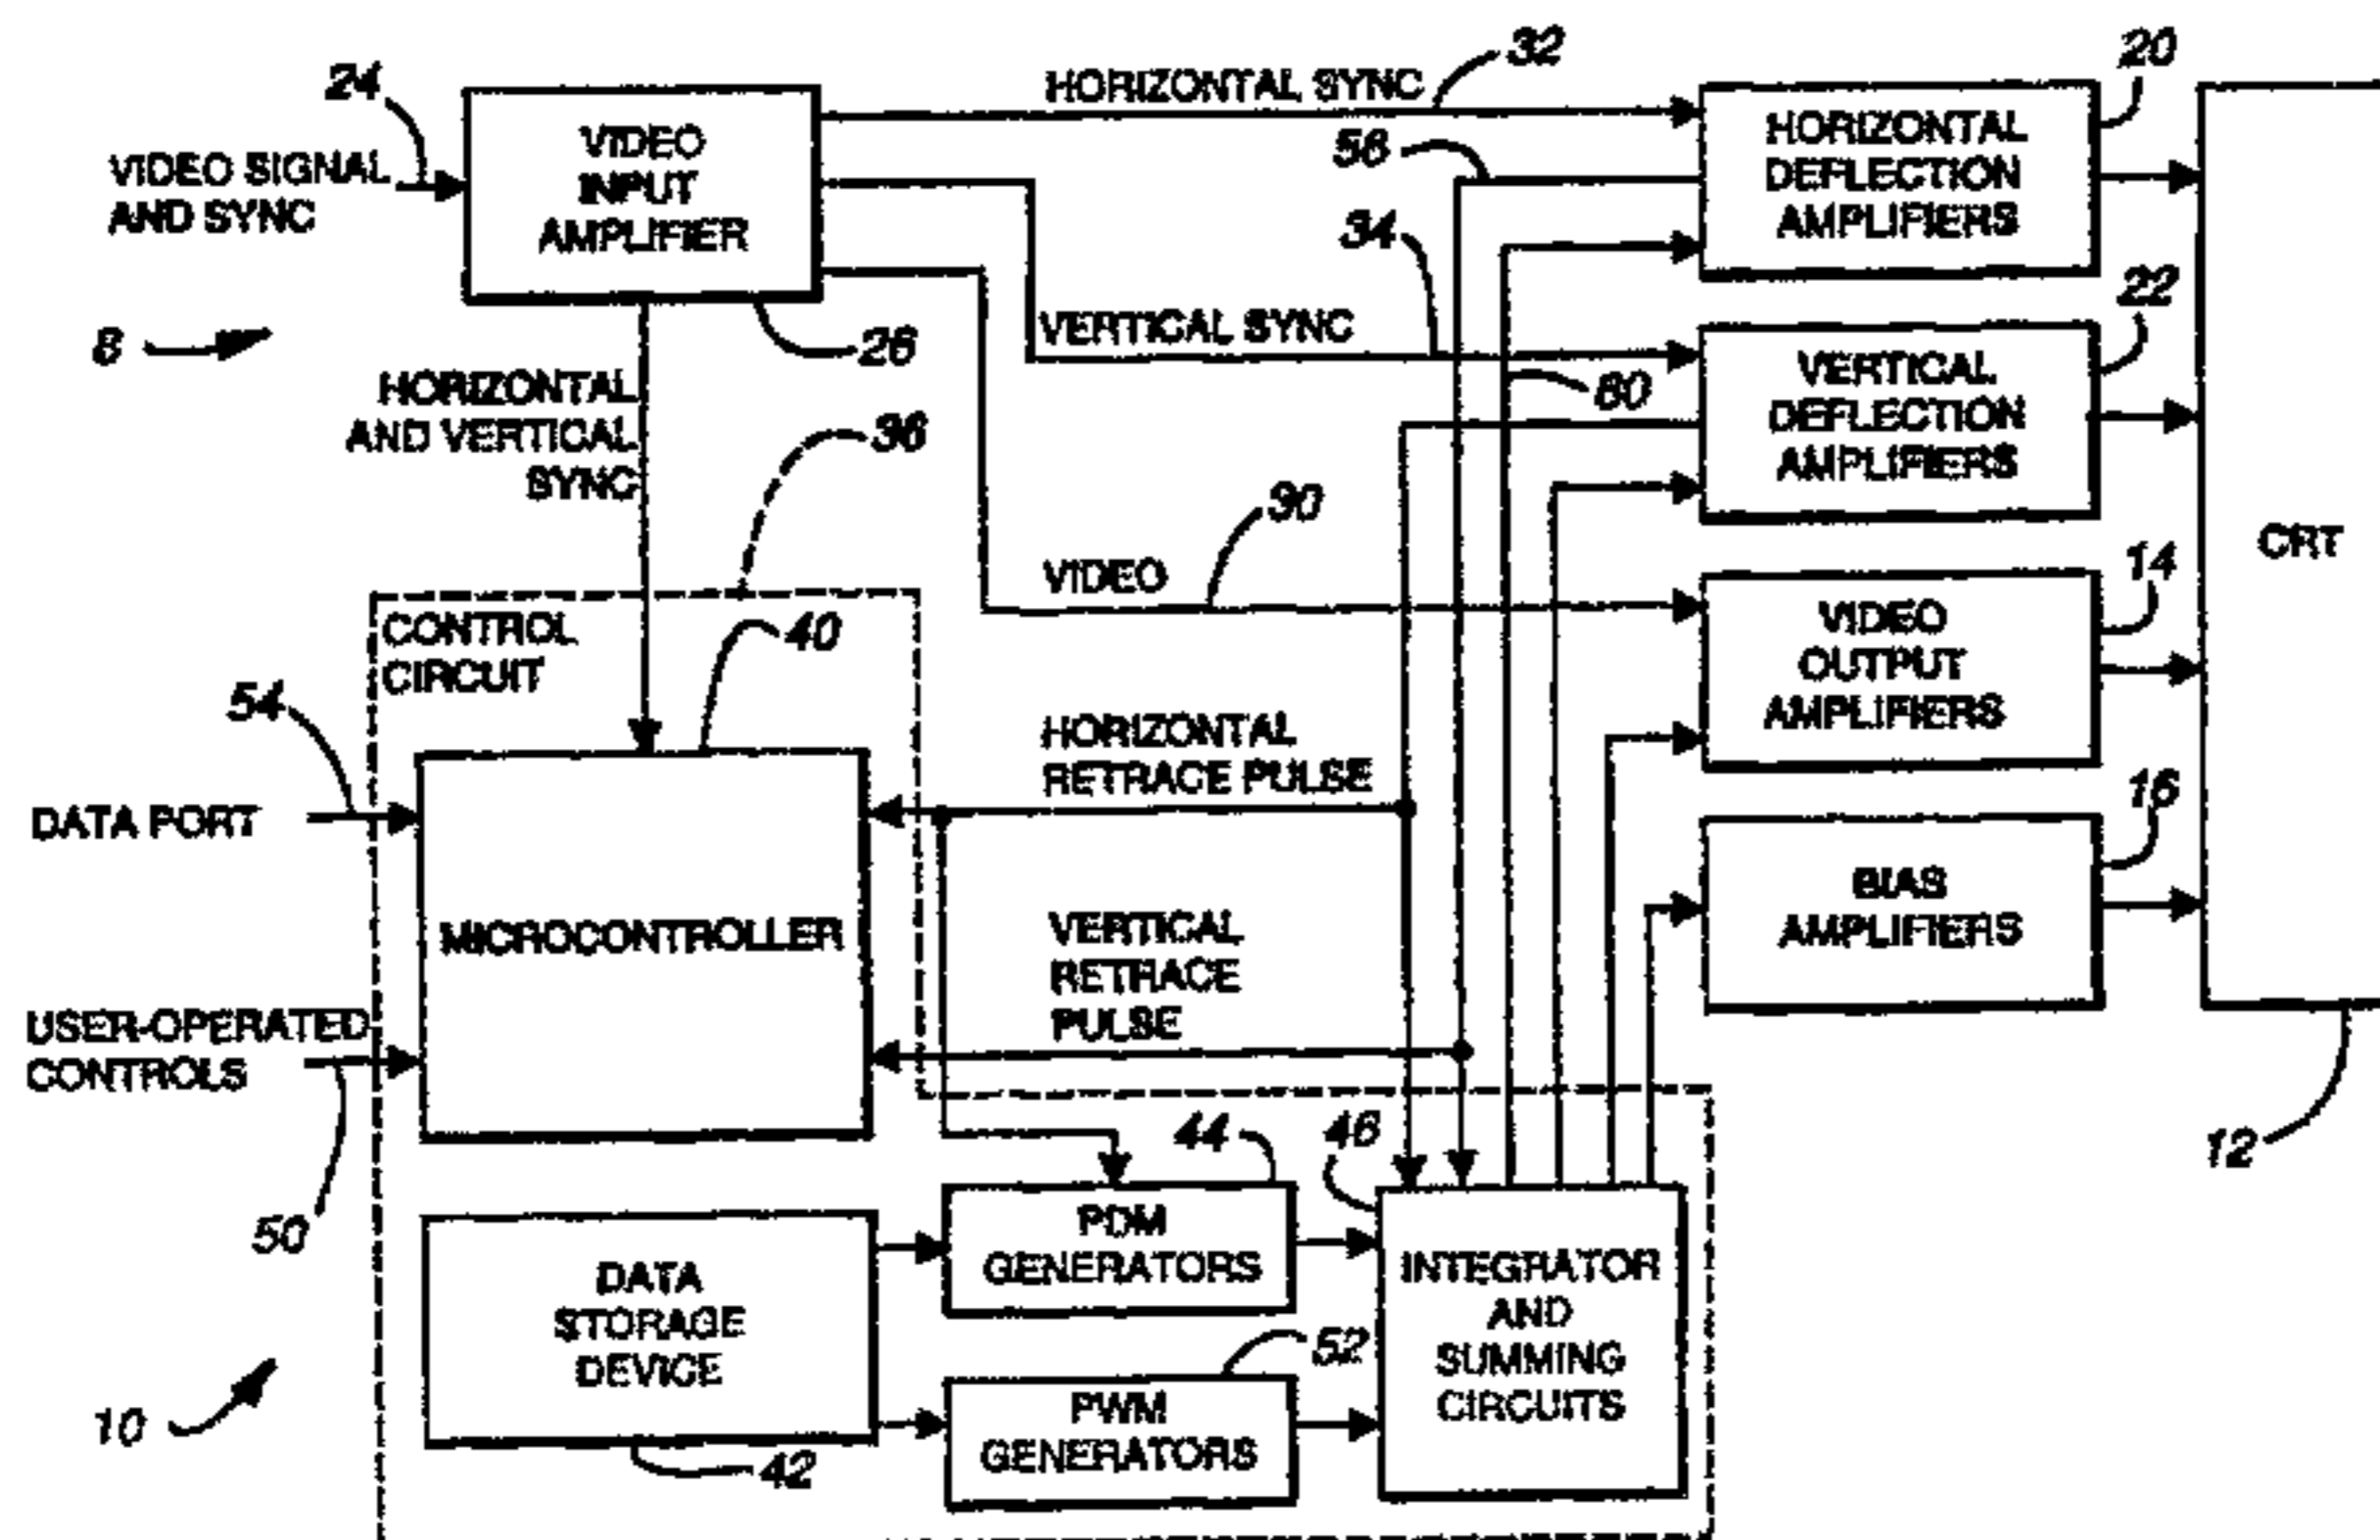 24
VIDEO SIGNAL
AND SYNC
VIDEO
INPUT
AMPLIFIER
26
HORIZONTAL SYNC
32
56
34
VERTICAL SYNC
60
HORIZONTAL
DEFLECTION
AMPLIFIERS
20
VERTICAL
DEFLECTION
AMPLIFIERS
22
8
HORIZONTAL
AND VERTICAL
SYNC
36
VIDEO
30
VIDEO
OUTPUT
AMPLIFIERS
14
CRT
CONTROL
CIRCUIT
40
54
DATA PORT
HORIZONTAL
RETRACE PULSE
BIAS
AMPLIFIERS
16
MICROCONTROLLER
VERTICAL
RETRACE
PULSE
USER-OPERATED
CONTROLS
50
12
44
46
PDM
GENERATORS
DATA
STORAGE
DEVICE
42
52
PWM
GENERATORS
INTEGRATOR
AND
SUMMING
CIRCUITS
10